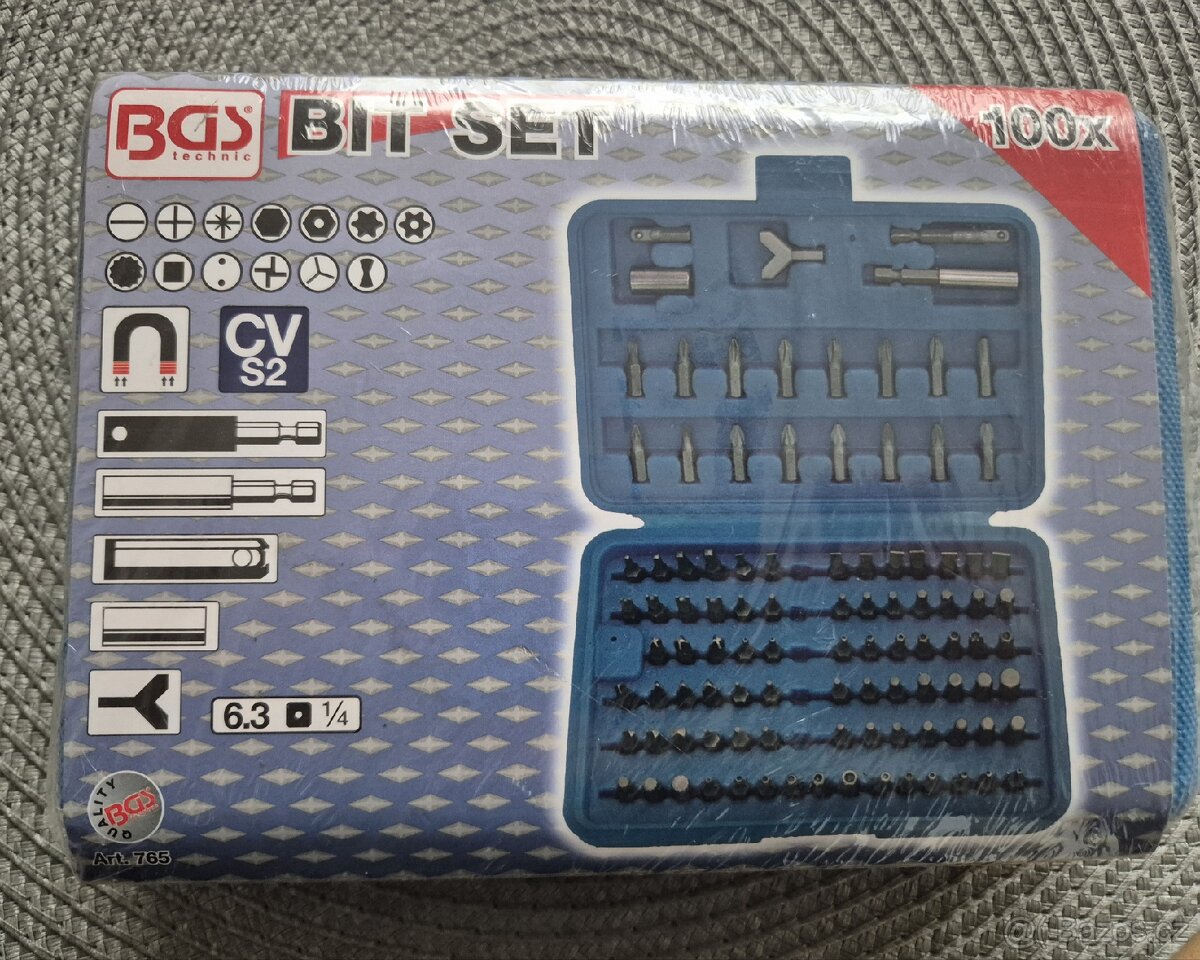 BGS®
technic
BIT SET
100x
CV
S2
6.3 ¼
QUALITY
BGS
Art. 765